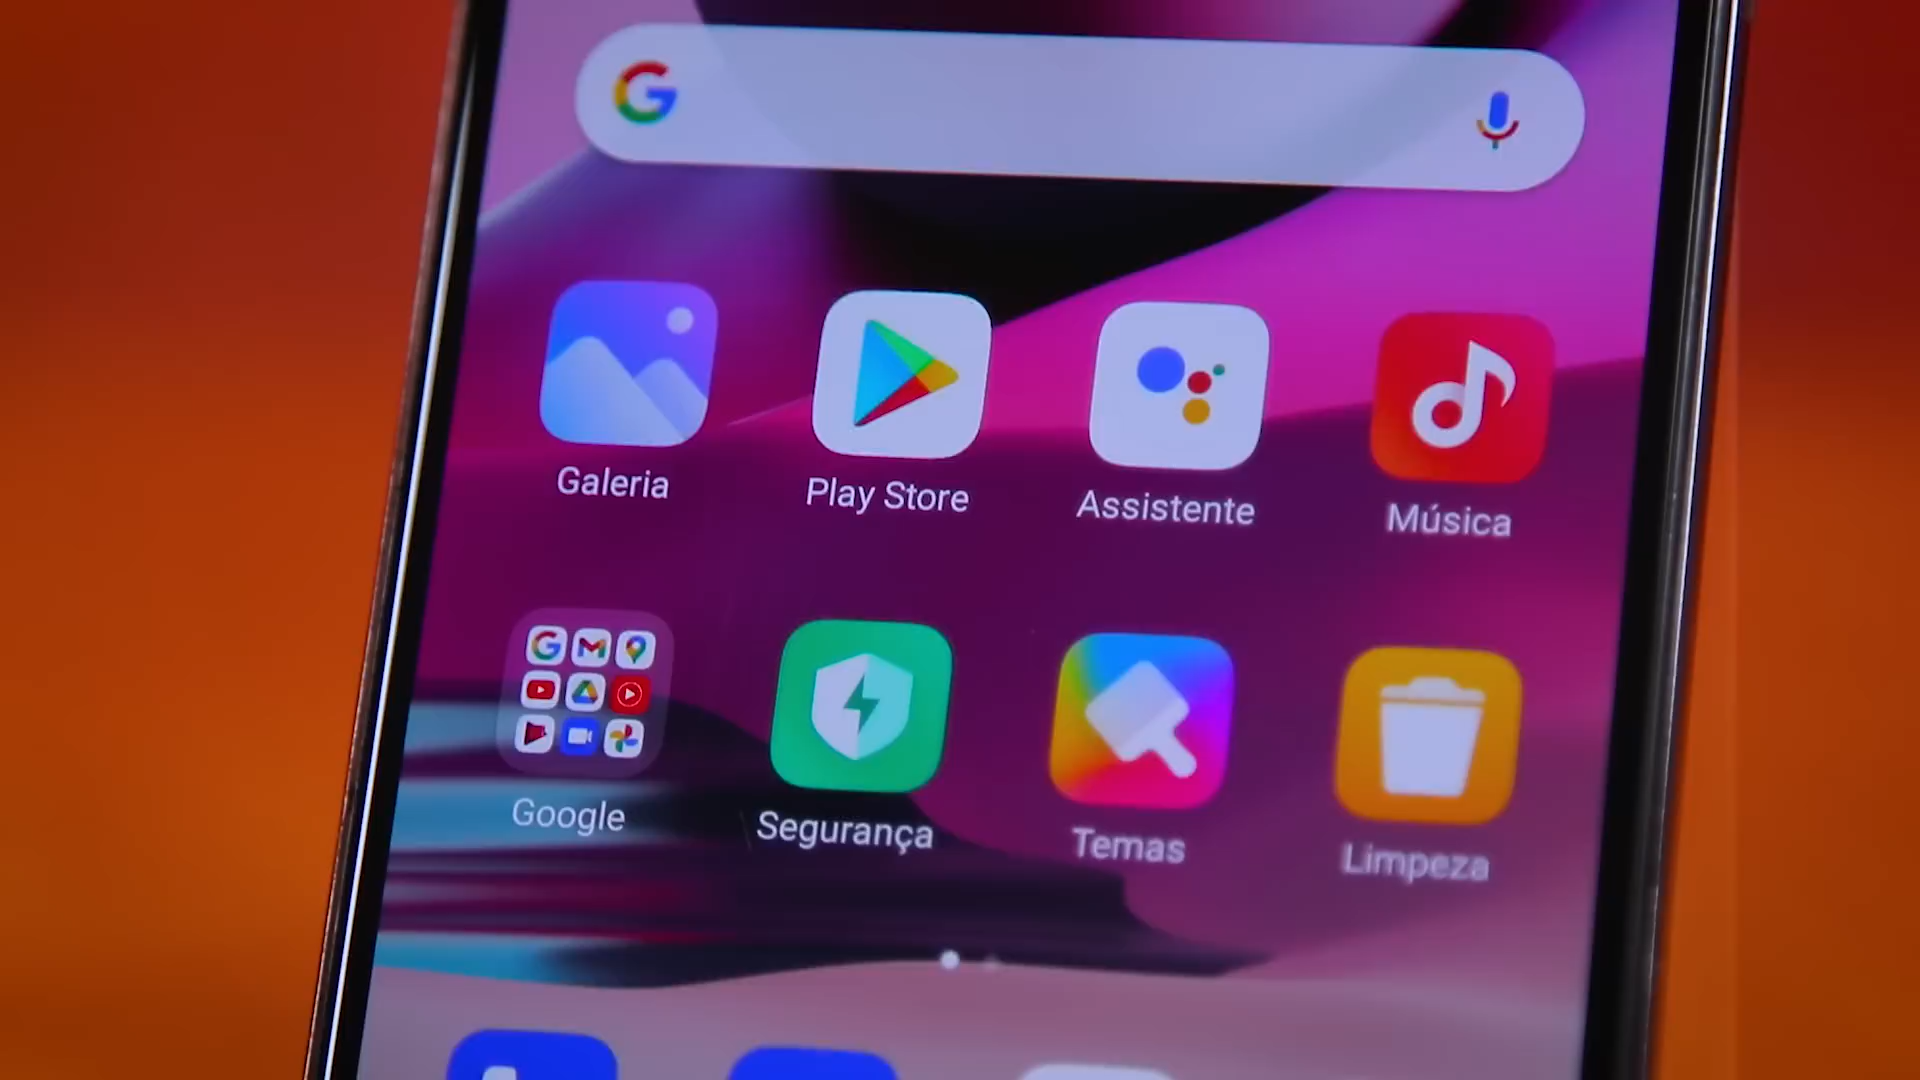 G
Galeria
Play Store
Assistente
Música
G
Google
Segurança
Temas
Limpeza